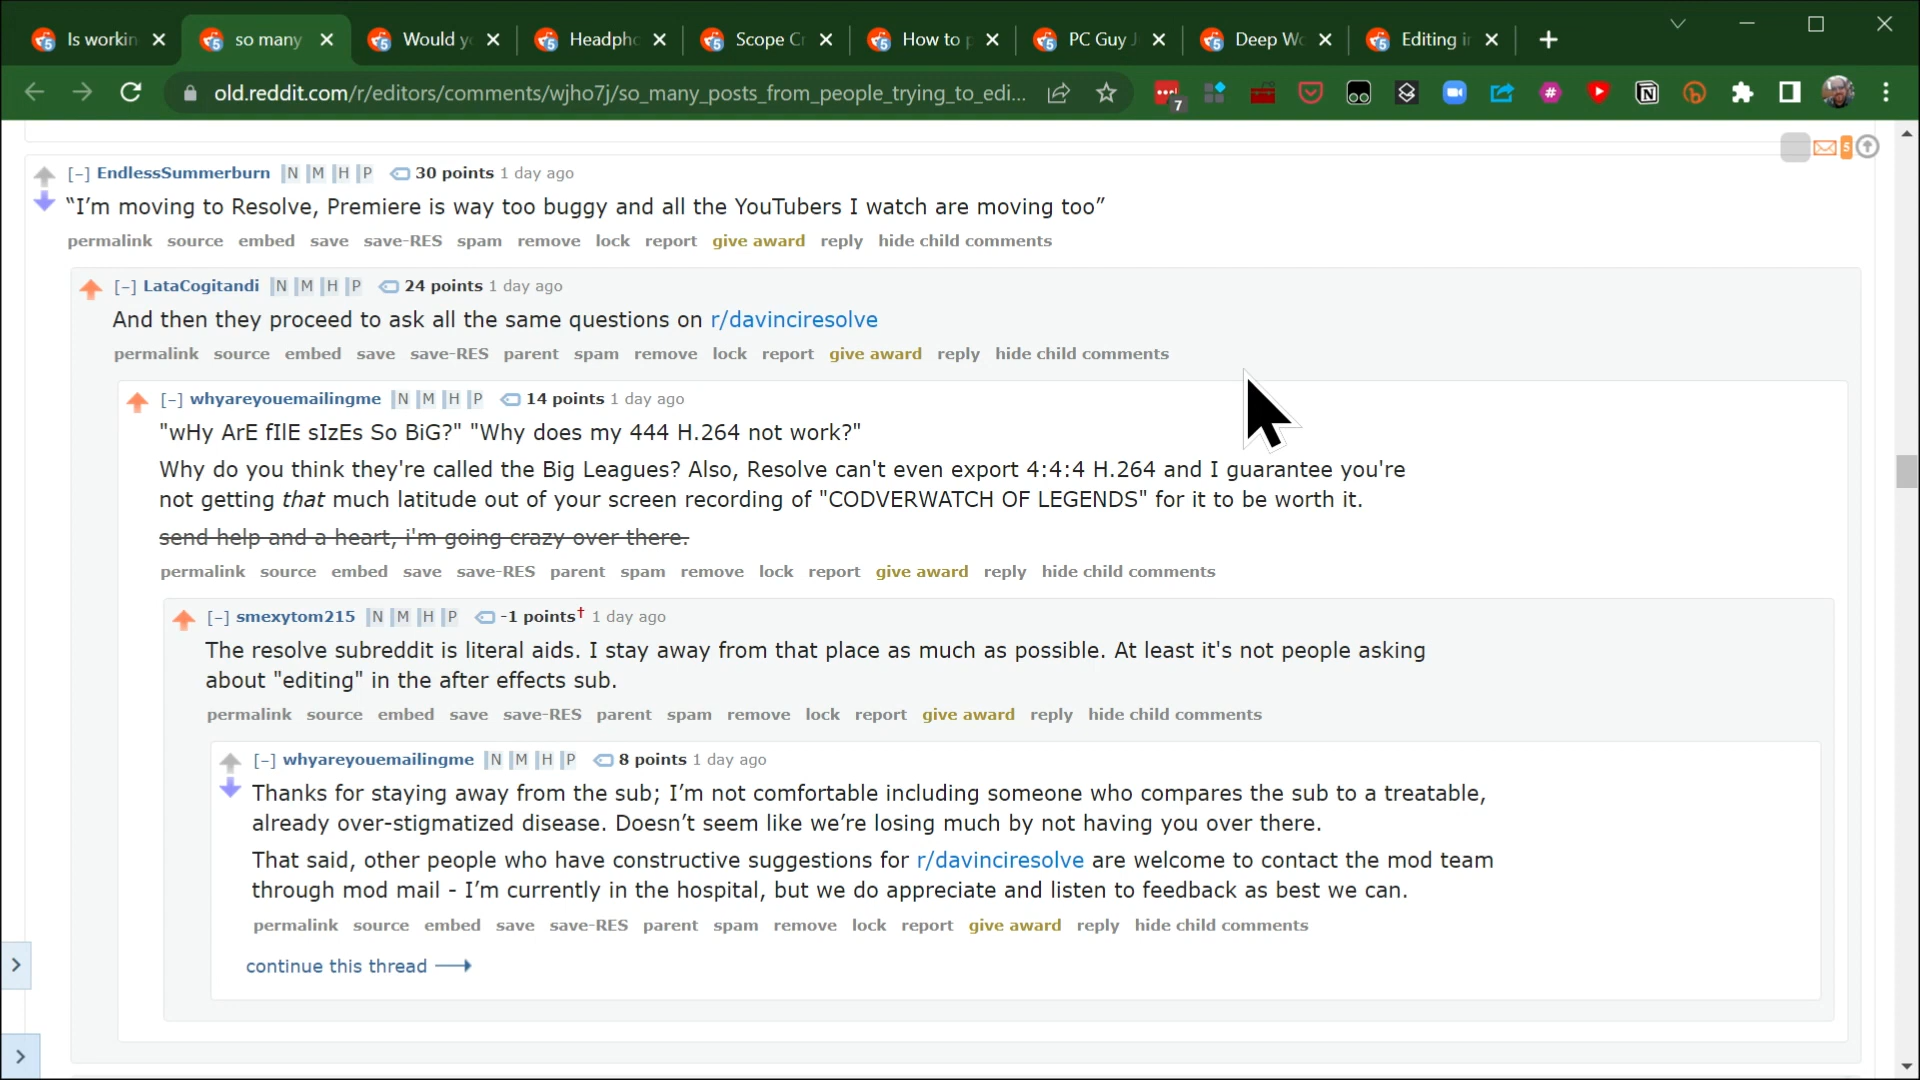 Is workin
so many
Would y
Headpho
Scope Cr
How to p
PC Guy J
Deep Wo
Editing in
old.reddit.com/r/editors/comments/wjho7j/so_many_posts_from_people_trying_to_edi...
7
5
[–] EndlessSummerburn N M H P 30 points 1 day ago
“I’m moving to Resolve, Premiere is way too buggy and all the YouTubers I watch are moving too”
permalink source embed save save-RES spam remove lock report give award reply hide child comments
[–] LataCogitandi N M H P 24 points 1 day ago
And then they proceed to ask all the same questions on r/davinciresolve
permalink source embed save save-RES parent spam remove lock report give award reply hide child comments
[–] whyareyouemailingme N M H P 14 points 1 day ago
"wHy ArE fIlE sIzEs So BiG?" "Why does my 444 H.264 not work?"
Why do you think they're called the Big Leagues? Also, Resolve can't even export 4:4:4 H.264 and I guarantee you're
not getting that much latitude out of your screen recording of "CODVERWATCH OF LEGENDS" for it to be worth it.
send help and a heart, i'm going crazy over there.
permalink source embed save save-RES parent spam remove lock report give award reply hide child comments
[–] smexytom215 N M H P -1 points† 1 day ago
The resolve subreddit is literal aids. I stay away from that place as much as possible. At least it's not people asking
about "editing" in the after effects sub.
permalink source embed save save-RES parent spam remove lock report give award reply hide child comments
[–] whyareyouemailingme N M H P 8 points 1 day ago
Thanks for staying away from the sub; I’m not comfortable including someone who compares the sub to a treatable,
already over-stigmatized disease. Doesn’t seem like we’re losing much by not having you over there.
That said, other people who have constructive suggestions for r/davinciresolve are welcome to contact the mod team
through mod mail - I’m currently in the hospital, but we do appreciate and listen to feedback as best we can.
permalink source embed save save-RES parent spam remove lock report give award reply hide child comments
continue this thread